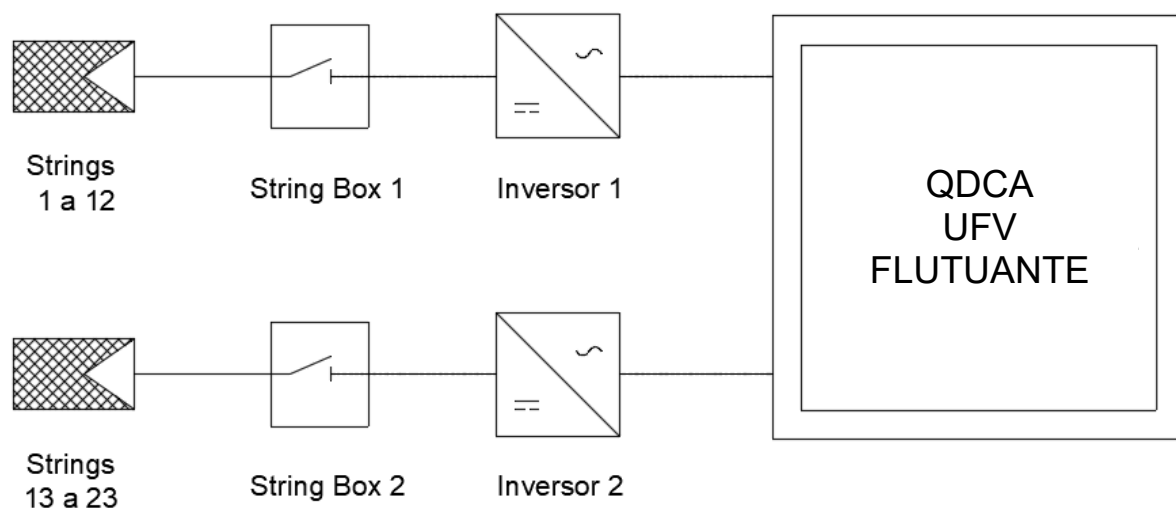 Strings
1 a 12
String Box 1
Inversor 1
QDCA
UFV
FLUTUANTE
Strings
13 a 23
String Box 2
Inversor 2